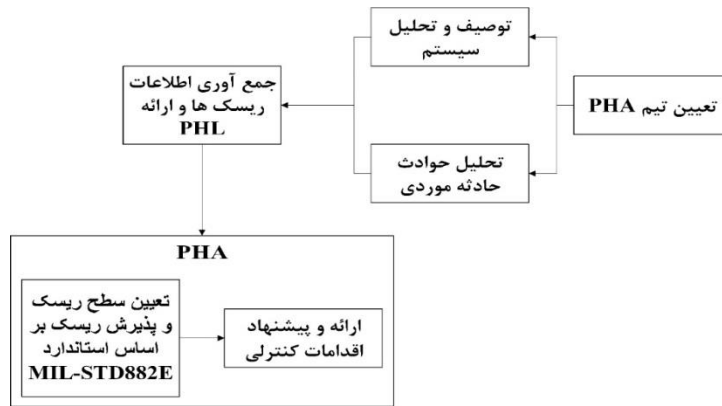 تعیین تیم PHA
توصیف و تحلیل
سیستم
تحلیل حوادث
حادثه موردی
جمع آوری اطلاعات
ریسک ها و ارائه
PHL
PHA
تعیین سطح ریسک
و پذیرش ریسک بر
اساس استاندارد
MIL-STD882E
ارائه و پیشنهاد
اقدامات کنترلی